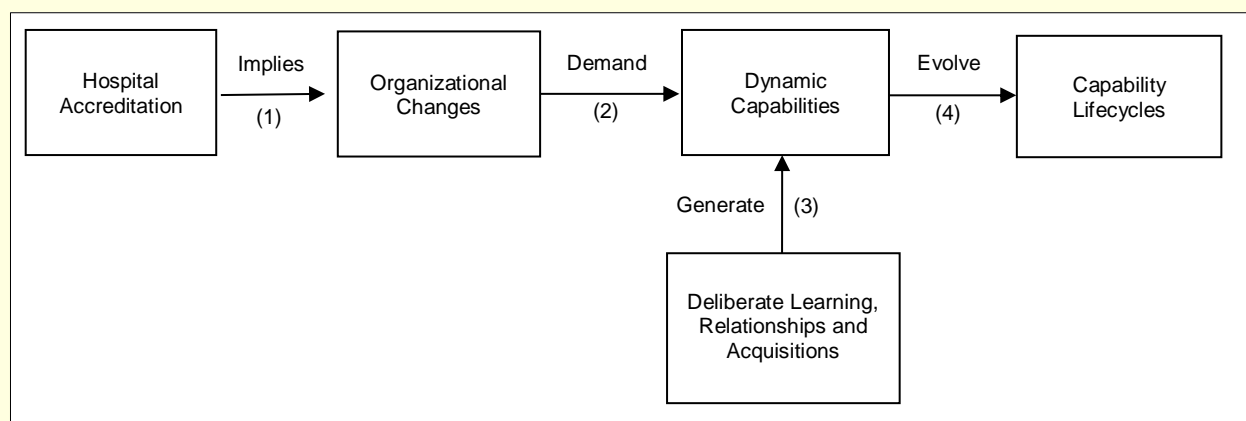 Hospital
Accreditation
Implies
(1)
Organizational
Changes
Demand
(2)
Dynamic
Capabilities
Evolve
(4)
Capability
Lifecycles
Generate (3)
Deliberate Learning,
Relationships and
Acquisitions